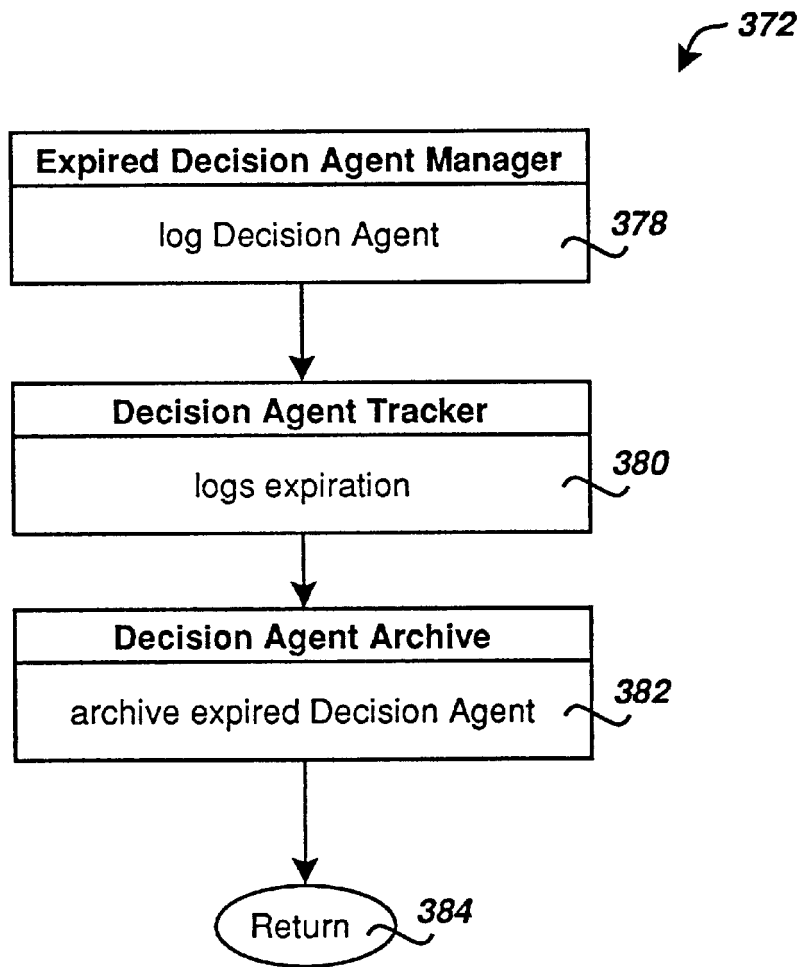 372
Expired Decision Agent Manager
log Decision Agent
378
Decision Agent Tracker
logs expiration
380
Decision Agent Archive
archive expired Decision Agent
382
Return
384